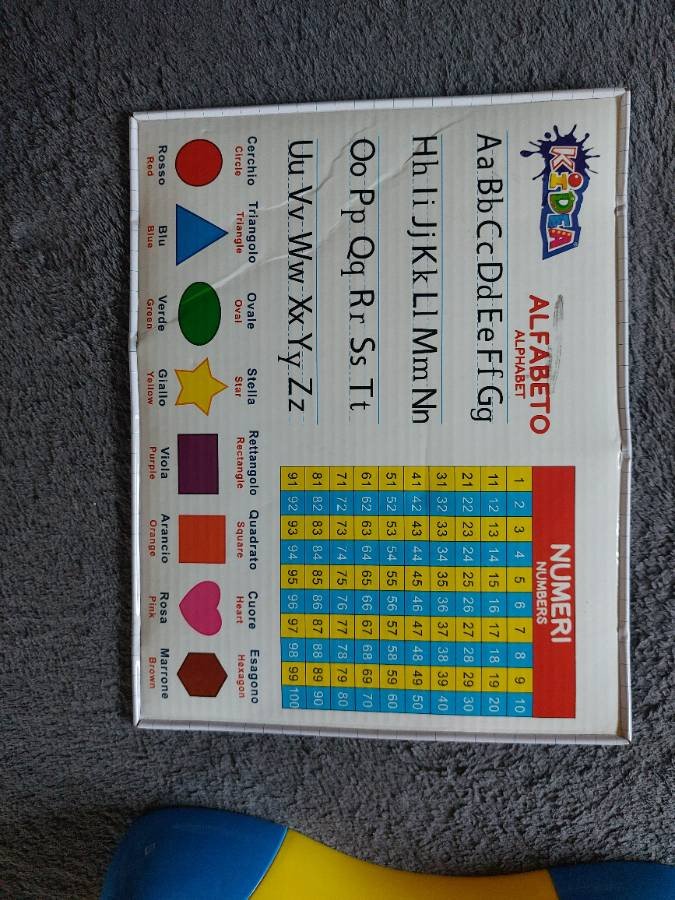 KiDEA
ALFABETO
ALPHABET
Aa Bb Cc Dd Ee Ff Gg
Hh Ii Jj Kk Ll Mm Nn
Oo Pp Qq Rr Ss Tt
Uu Vv Ww Xx Yy Zz
NUMERI
NUMBERS
1 2 3 4 5 6 7 8 9 10
11 12 13 14 15 16 17 18 19 20
21 22 23 24 25 26 27 28 29 30
31 32 33 34 35 36 37 38 39 40
41 42 43 44 45 46 47 48 49 50
51 52 53 54 55 56 57 58 59 60
61 62 63 64 65 66 67 68 69 70
71 72 73 74 75 76 77 78 79 80
81 82 83 84 85 86 87 88 89 90
91 92 93 94 95 96 97 98 99 100
Cerchio Triangolo Ovale Stella Rettangolo Quadrato Cuore Esagono
Circle Triangle Oval Star Rectangle Square Heart Hexagon
Rosso Blu Verde Giallo Viola Arancio Rosa Marrone
Red Blue Green Yellow Purple Orange Pink Brown